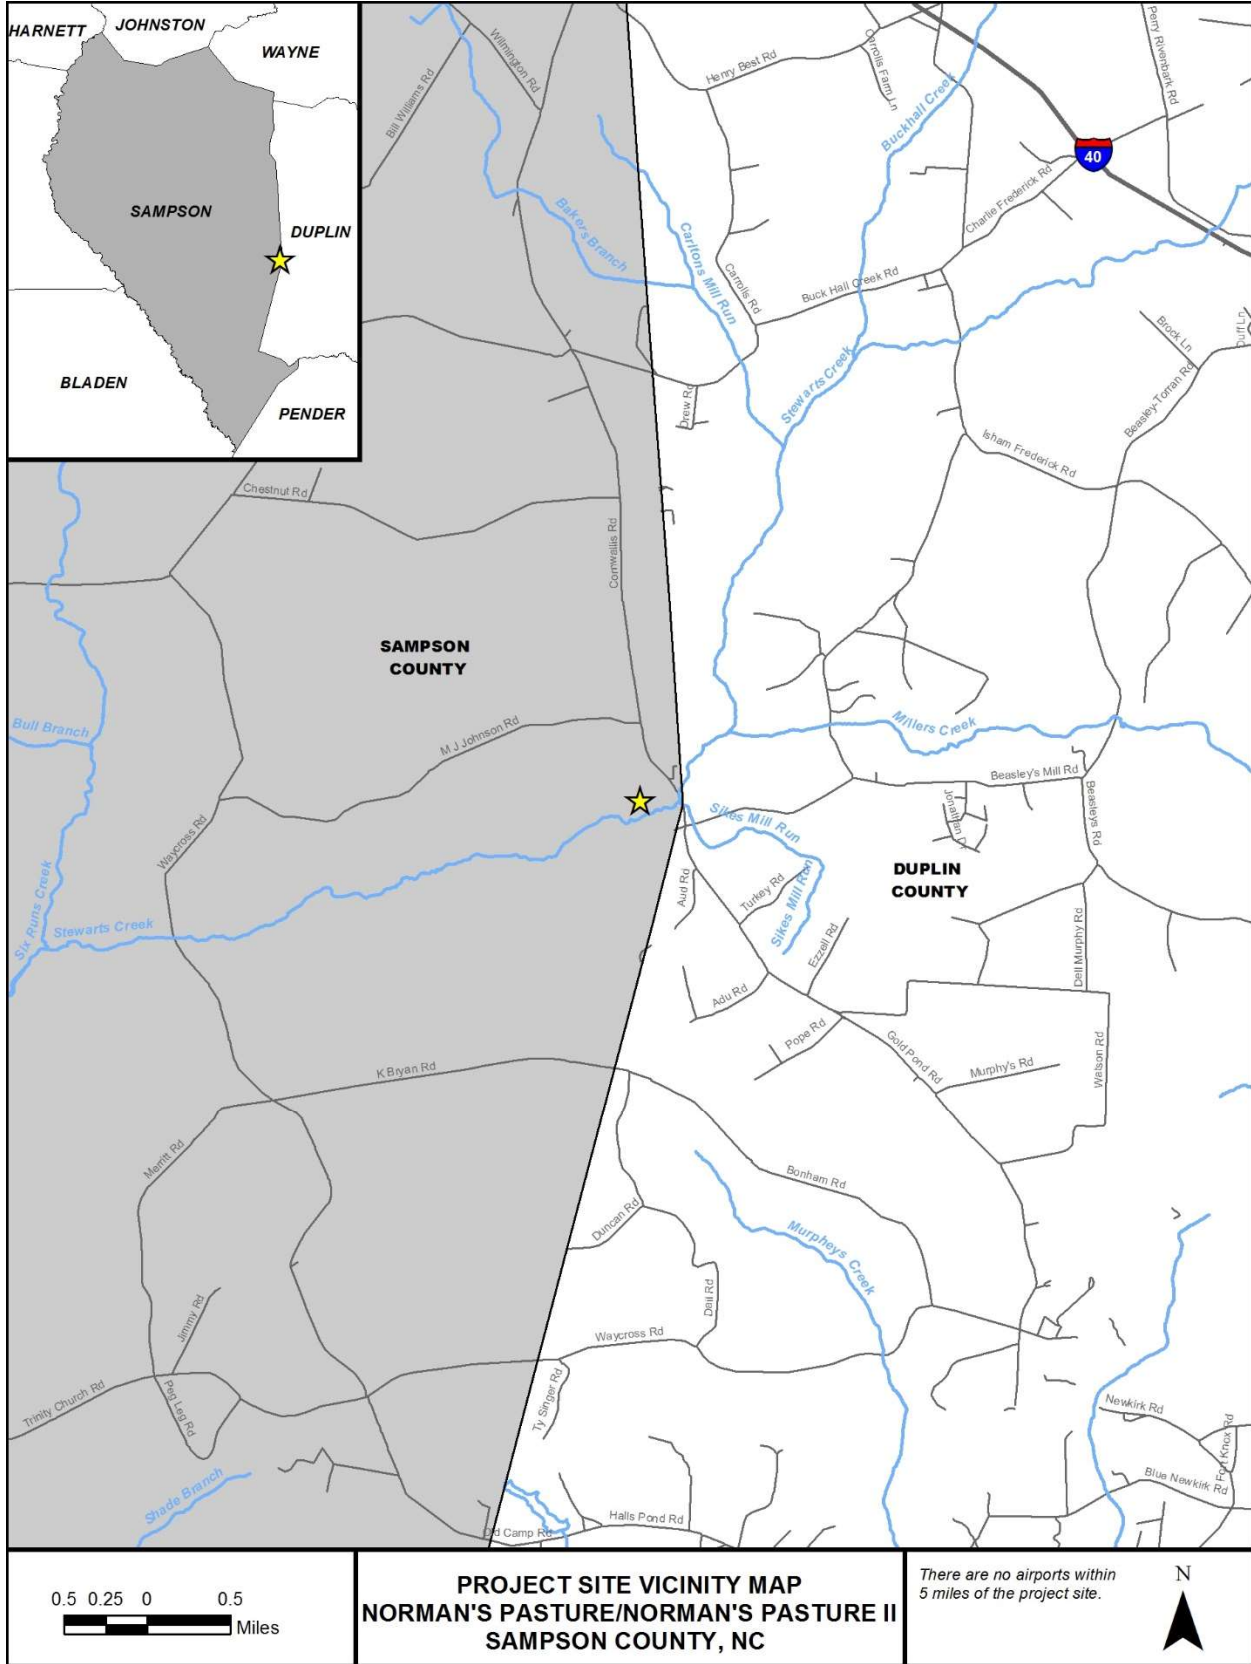 HARNETT
JOHNSTON
WAYNE
SAMPSON
DUPLIN
BLADEN
PENDER
Wilmington Rd
Bill Williams Rd
Henry Best Rd
Carrolls Farm Ln
Perry Rivenbark Rd
Buckhall Creek
40
Charlie Frederick Rd
Bakers Branch
Carltons Mill Run
Carrolls Rd
Buck Hall Creek Rd
Brock Ln
Duff Ln
Stewarts Creek
Beasley-Torran Rd
Drew Rd
Isham Frederick Rd
Chestnut Rd
Cornwallis Rd
SAMPSON
COUNTY
Bull Branch
M J Johnson Rd
Millers Creek
Beasley's Mill Rd
Jonathan Dr
Beasleys Rd
Sikes Mill Run
Waycross Rd
DUPLIN
COUNTY
Aud Rd
Turkey Rd
Sikes Mill Run
Six Runs Creek
Stewarts Creek
Ezzell Rd
Dell Murphy Rd
Adu Rd
Pope Rd
Gold Pond Rd
Murphy's Rd
Watson Rd
K Bryan Rd
Merritt Rd
Bonham Rd
Duncan Rd
Murpheys Creek
Jimmy Rd
Dail Rd
Waycross Rd
Trinity Church Rd
Peg Leg Rd
Ty Singer Rd
Newkirk Rd
Fort Knox Rd
Blue Newkirk Rd
Shade Branch
Halls Pond Rd
Old Camp Rd
0.5 0.25 0 0.5
Miles
PROJECT SITE VICINITY MAP
NORMAN'S PASTURE/NORMAN'S PASTURE II
SAMPSON COUNTY, NC
There are no airports within
5 miles of the project site.
N